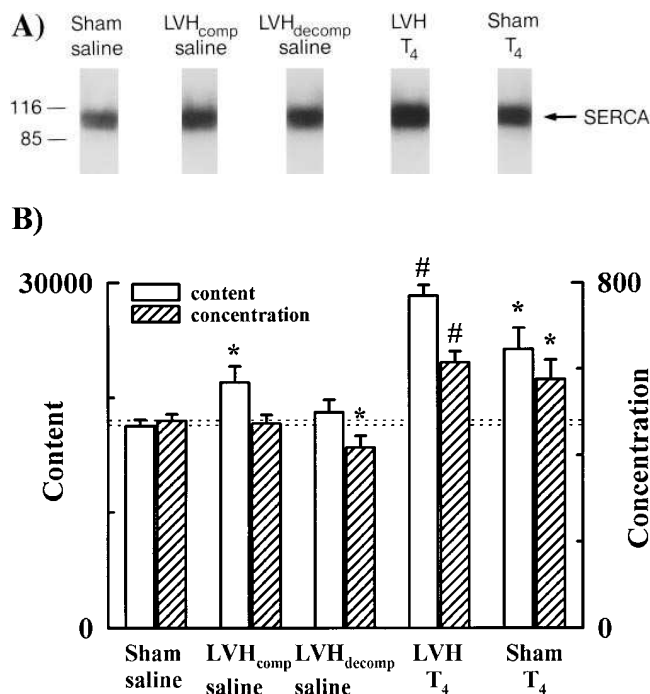 A)
Sham saline
LVHcomp saline
LVHdecomp saline
LVH T4
Sham T4
116
85
SERCA
B)
30000
0
Content
content
concentration
*
*
#
#
*
*
800
0
Concentration
Sham saline
LVHcomp saline
LVHdecomp saline
LVH T4
Sham T4